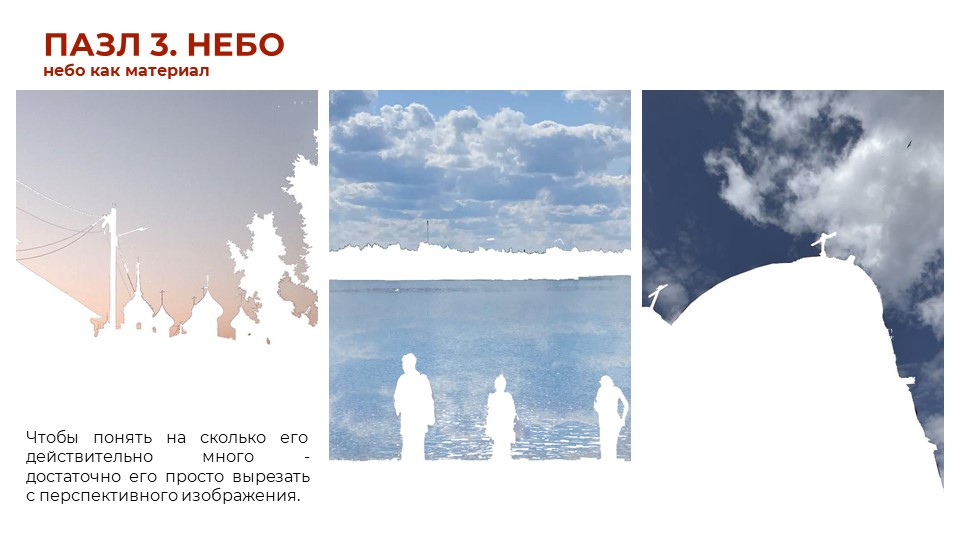 ПАЗЛ 3. НЕБО
небо как материал
Чтобы понять на сколько его
действительно много -
достаточно его просто вырезать
с перспективного изображения.